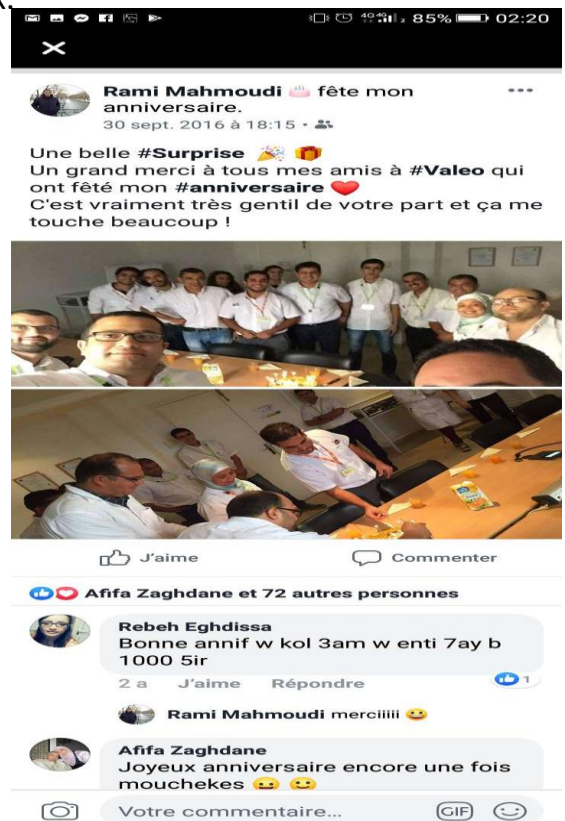 x.
4G 4G 2 85% 02:20
Rami Mahmoudi 🎂 fête mon
anniversaire.
30 sept. 2016 à 18:15 •
Une belle #Surprise 🎉 🎁
Un grand merci à tous mes amis à #Valeo qui
ont fêté mon #anniversaire ❤️
C'est vraiment très gentil de votre part et ça me
touche beaucoup !
J'aime Commenter
Afifa Zaghdane et 72 autres personnes
Rebeh Eghdissa
Bonne annif w kol 3am w enti 7ay b
1000 5ir
2 a J'aime Répondre 1
Rami Mahmoudi merciiiii 😀
Afifa Zaghdane
Joyeux anniversaire encore une fois
mouchekes 😛 🙂
Votre commentaire... GIF